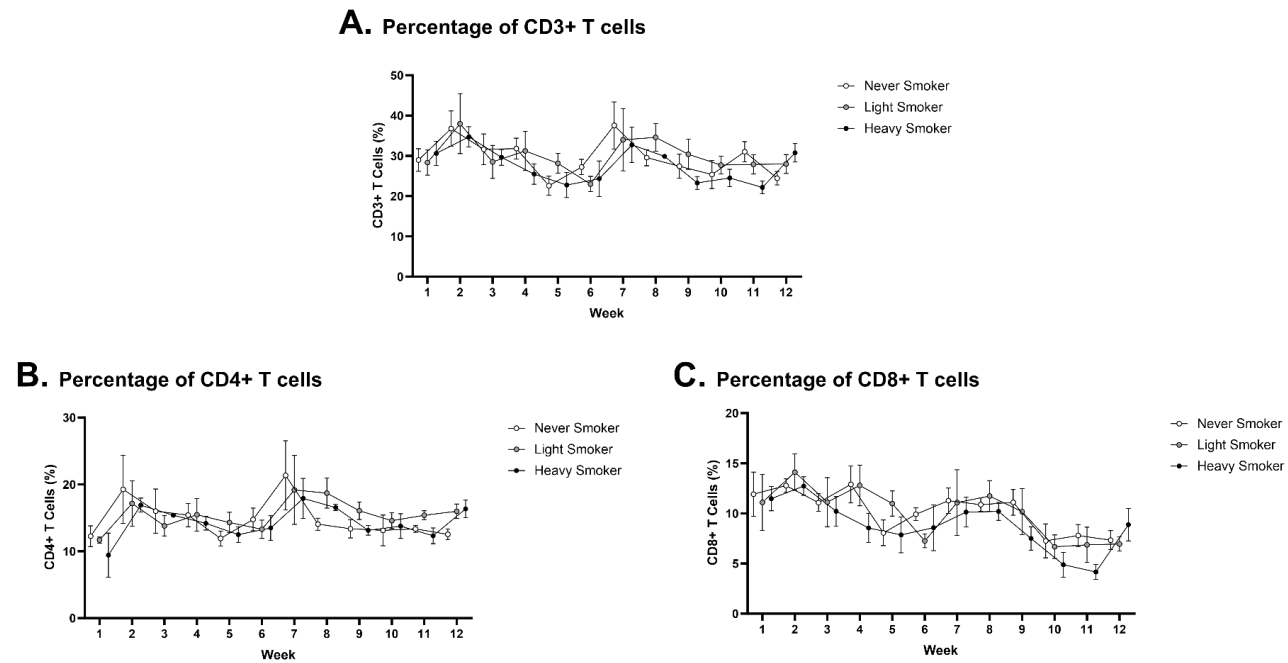 A. Percentage of CD3+ T cells
50
40
30
20
10
0
CD3+ T Cells (%)
1 2 3 4 5 6 7 8 9 10 11 12
Week
Never Smoker
Light Smoker
Heavy Smoker
B. Percentage of CD4+ T cells
30
20
10
0
CD4+ T Cells (%)
1 2 3 4 5 6 7 8 9 10 11 12
Week
Never Smoker
Light Smoker
Heavy Smoker
C. Percentage of CD8+ T cells
20
15
10
5
0
CD8+ T Cells (%)
1 2 3 4 5 6 7 8 9 10 11 12
Week
Never Smoker
Light Smoker
Heavy Smoker